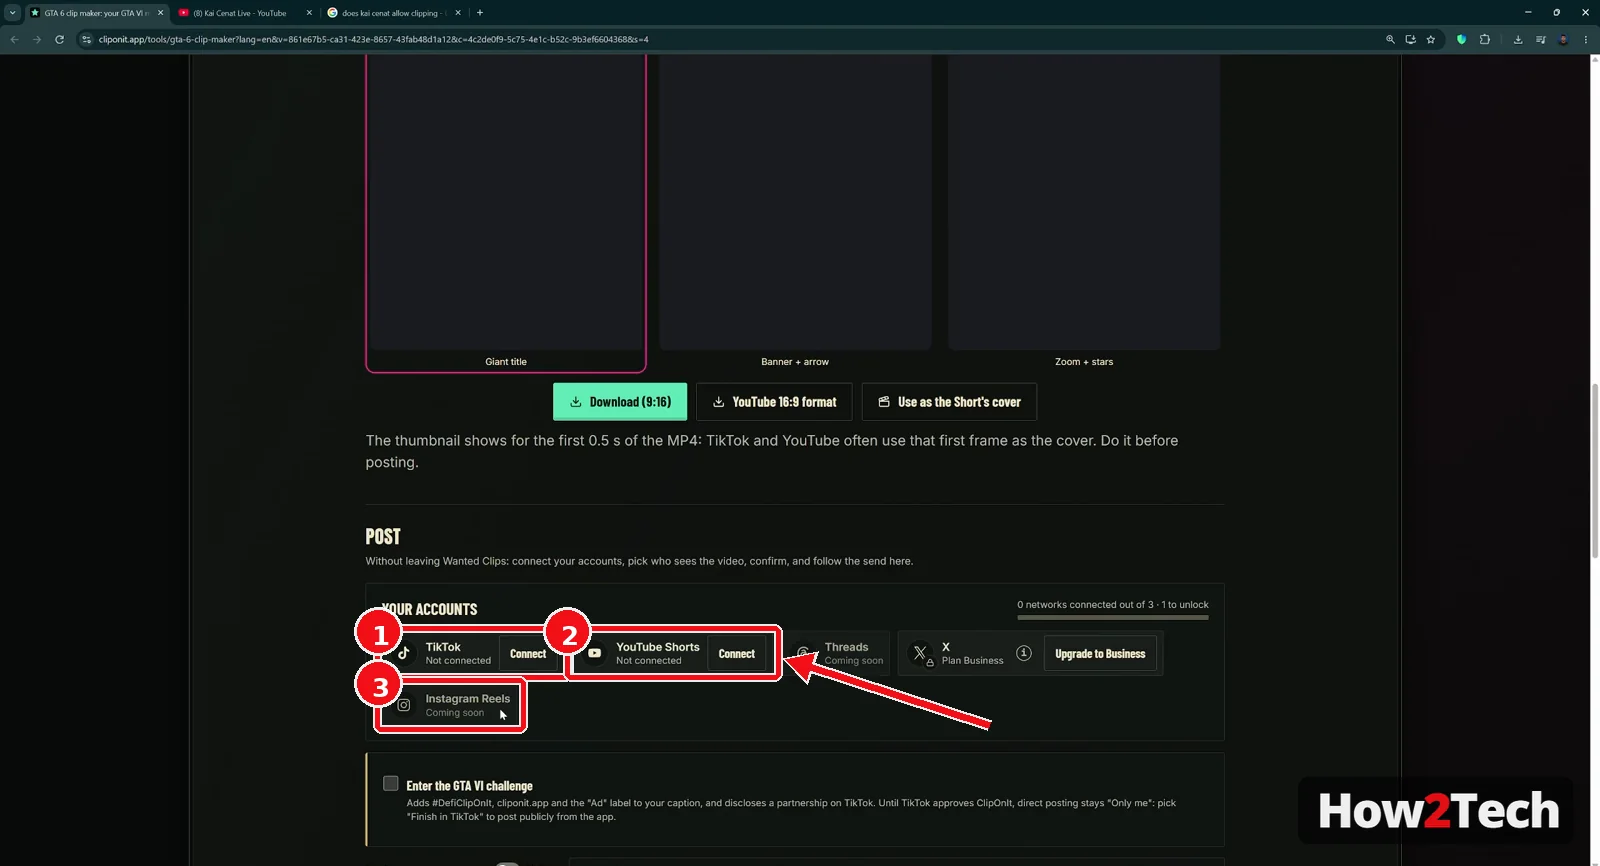 GTA 6 clip maker: your GTA VI
(8) Kai Cenat Live - YouTube
does kai cenat allow clipping -
cliponit.app/tools/gta-6-clip-maker?lang=en&v=861e67b5-ca31-423e-8657-43fab48d1a12&c=4c2de0f9-5c75-4e1c-b52c-9b3ef6604368&s=4
Giant title
Banner + arrow
Zoom + stars
Download (9:16)
YouTube 16:9 format
Use as the Short's cover
The thumbnail shows for the first 0.5 s of the MP4: TikTok and YouTube often use that first frame as the cover. Do it before
posting.
POST
Without leaving Wanted Clips: connect your accounts, pick who sees the video, confirm, and follow the send here.
YOUR ACCOUNTS
0 networks connected out of 3 · 1 to unlock
1
TikTok
Not connected
Connect
2
YouTube Shorts
Not connected
Connect
Threads
Coming soon
X
Plan Business
Upgrade to Business
3
Instagram Reels
Coming soon
Enter the GTA VI challenge
Adds #DefiClipOnIt, cliponit.app and the "Ad" label to your caption, and discloses a partnership on TikTok. Until TikTok approves ClipOnIt, direct posting stays "Only me": pick
"Finish in TikTok" to post publicly from the app.
How2Tech